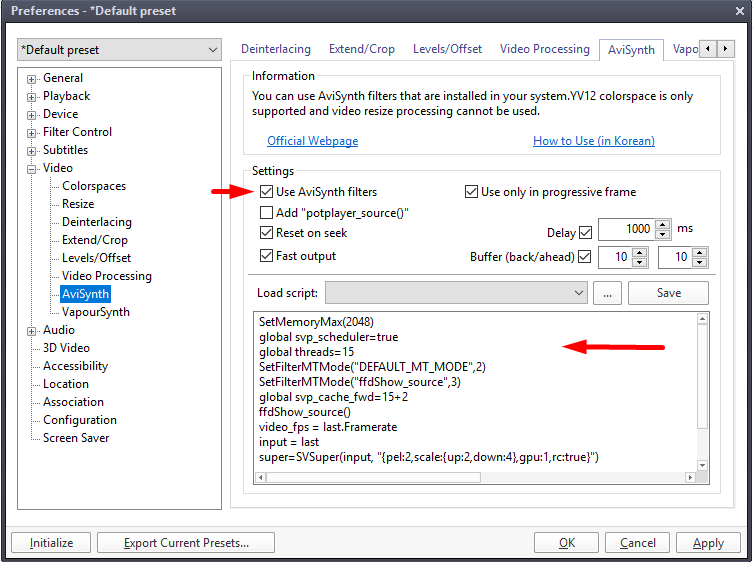 Preferences - *Default preset
*Default preset
General
Playback
Device
Filter Control
Subtitles
Video
Colorspaces
Resize
Deinterlacing
Extend/Crop
Levels/Offset
Video Processing
AviSynth
VapourSynth
Audio
3D Video
Accessibility
Location
Association
Configuration
Screen Saver
Deinterlacing Extend/Crop Levels/Offset Video Processing AviSynth Vapo
Information
You can use AviSynth filters that are installed in your system.YV12 colorspace is only
supported and video resize processing cannot be used.
Official Webpage How to Use (in Korean)
Settings
Use AviSynth filters Use only in progressive frame
Add "potplayer_source()"
Reset on seek Delay 1000 ms
Fast output Buffer (back/ahead) 10 10
Load script: ... Save
SetMemoryMax(2048)
global svp_scheduler=true
global threads=15
SetFilterMTMode("DEFAULT_MT_MODE",2)
SetFilterMTMode("ffdShow_source",3)
global svp_cache_fwd=15+2
ffdShow_source()
video_fps = last.Framerate
input = last
super=SVSuper(input, "{pel:2,scale:{up:2,down:4},gpu:1,rc:true}")
Initialize Export Current Presets... OK Cancel Apply